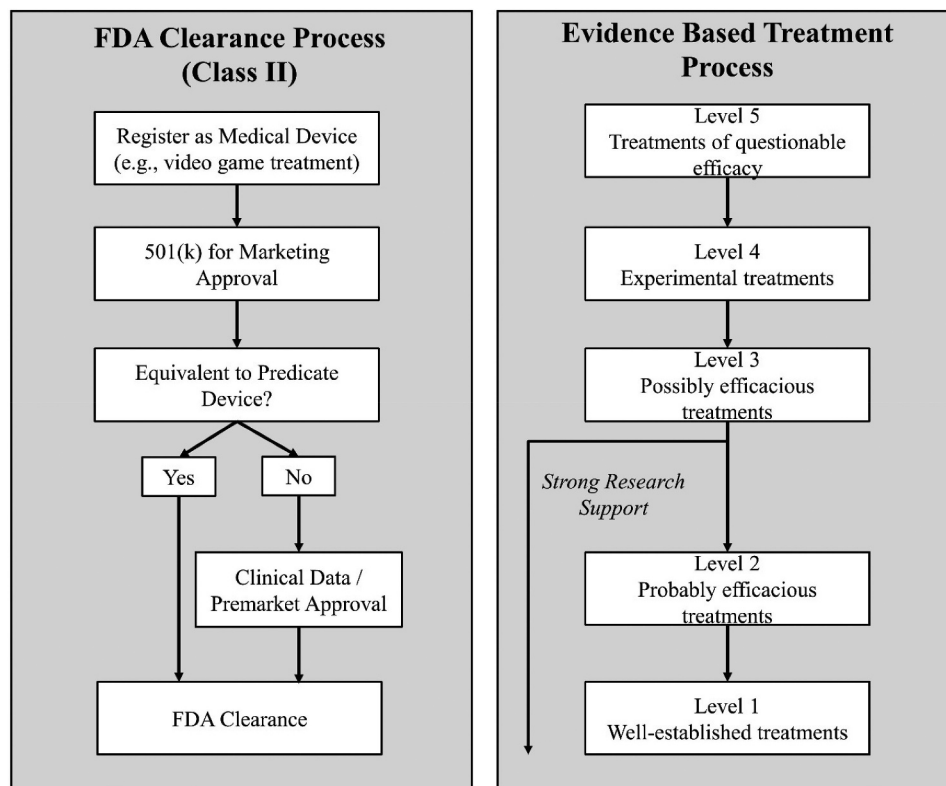 FDA Clearance Process
(Class II)
Register as Medical Device
(e.g., video game treatment)
501(k) for Marketing
Approval
Equivalent to Predicate
Device?
Yes
No
Clinical Data /
Premarket Approval
FDA Clearance
Evidence Based Treatment
Process
Level 5
Treatments of questionable
efficacy
Level 4
Experimental treatments
Level 3
Possibly efficacious
treatments
Strong Research
Support
Level 2
Probably efficacious
treatments
Level 1
Well-established treatments